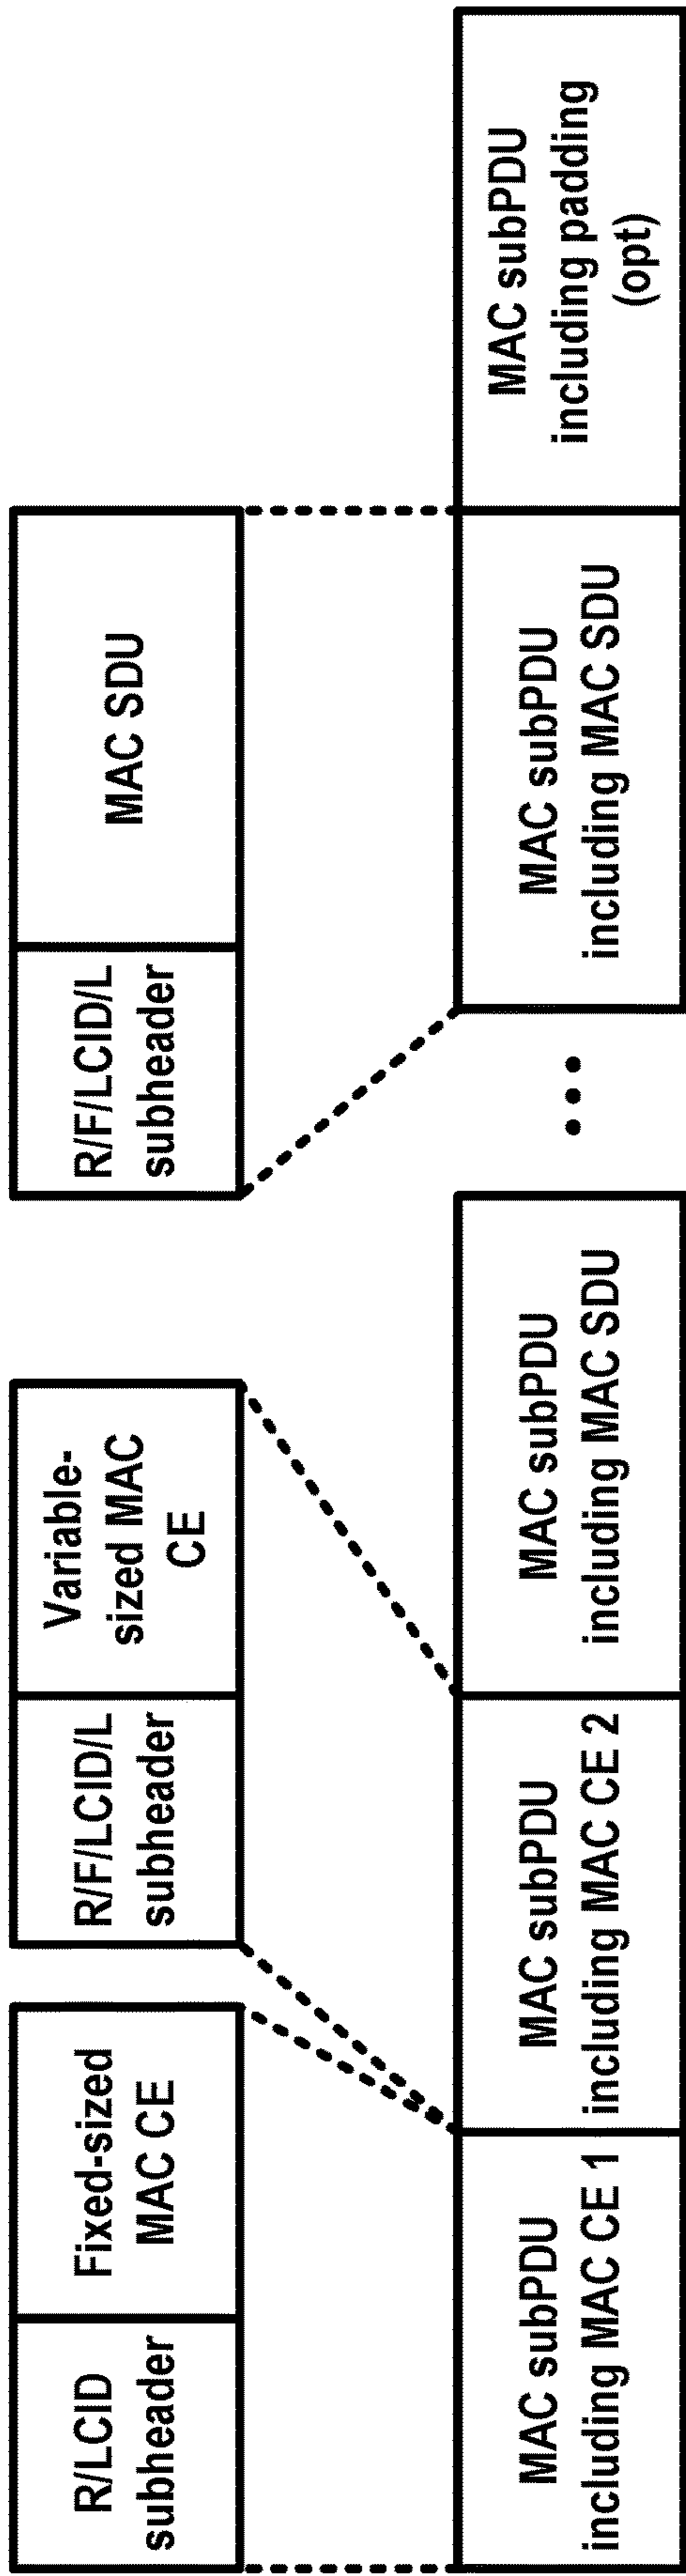 R/LCID
subheader
Fixed-sized
MAC CE
R/F/LCID/L
subheader
Variable-
sized MAC
CE
R/F/LCID/L
subheader
MAC SDU
MAC subPDU
including MAC CE 1
MAC subPDU
including MAC CE 2
MAC subPDU
including MAC SDU
...
MAC subPDU
including MAC SDU
MAC subPDU
including padding
(opt)